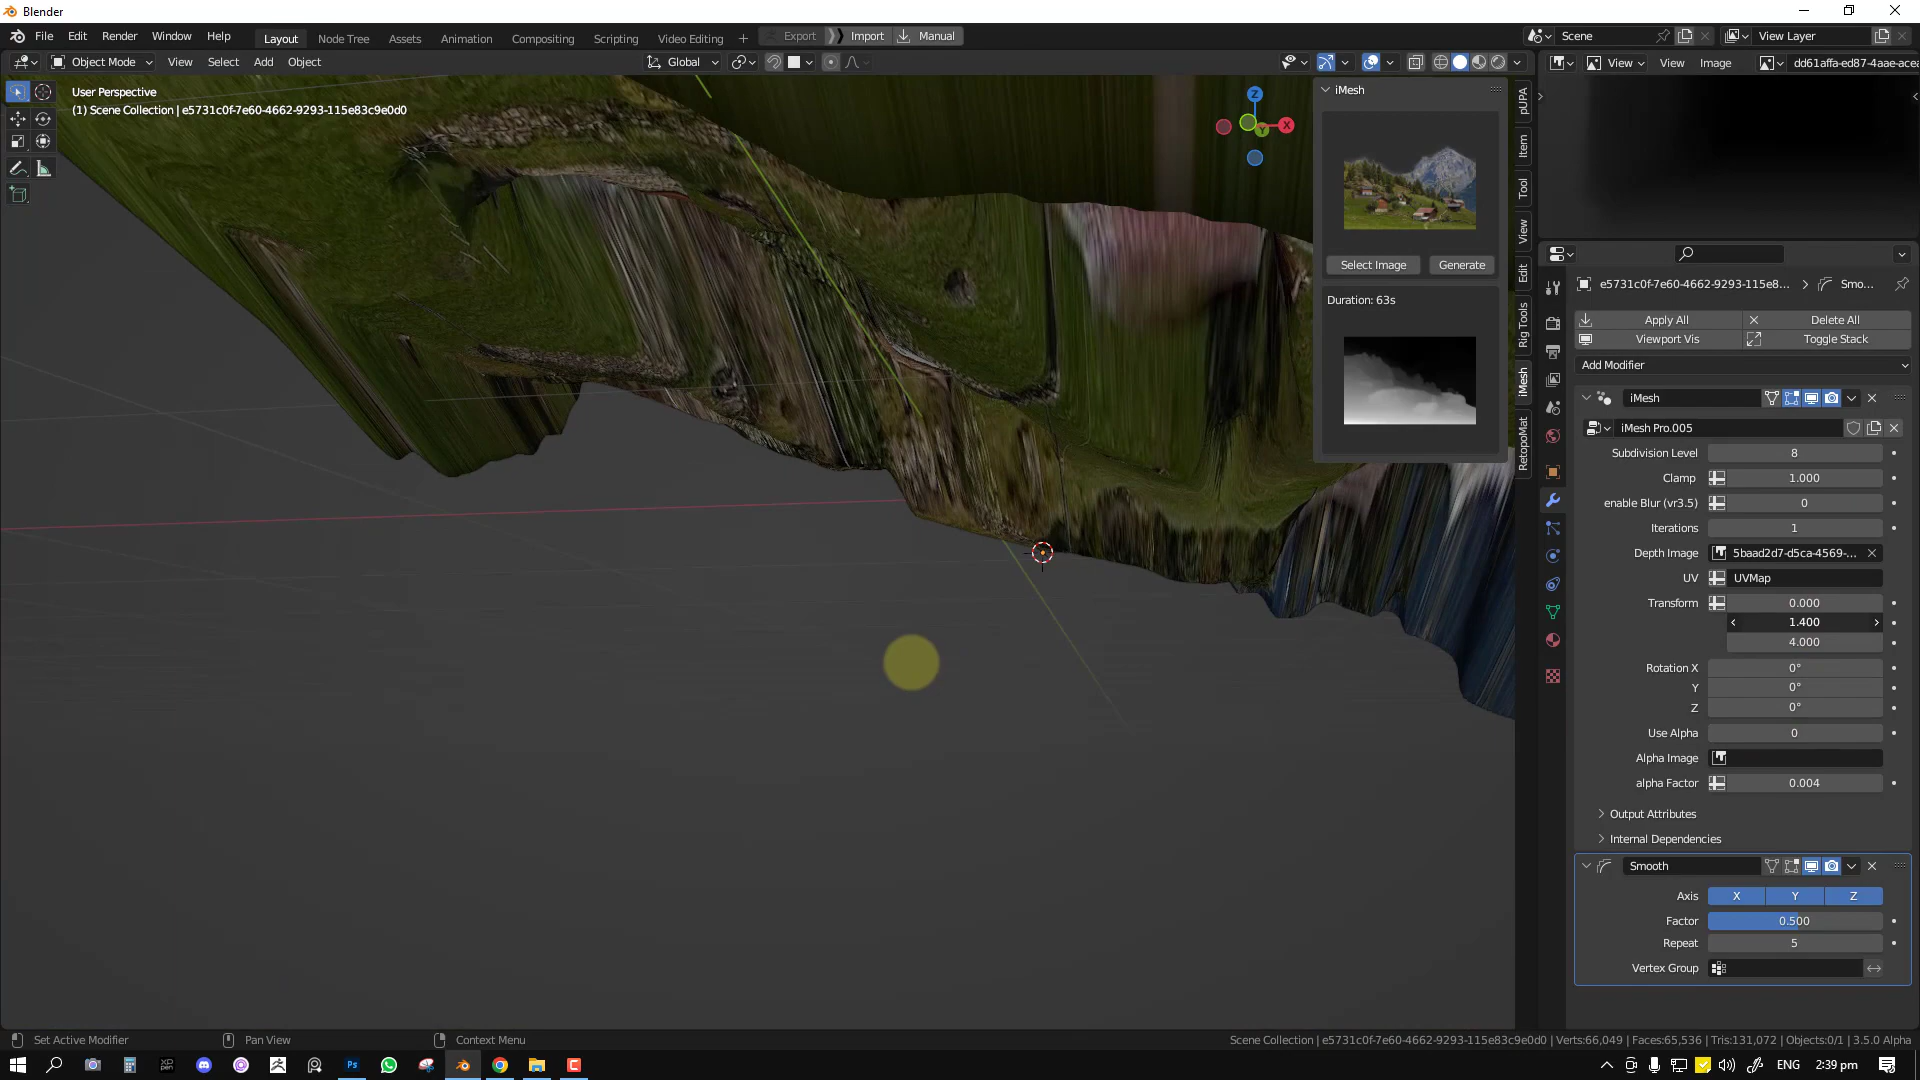 Blender
File Edit Render Window Help
Layout Node Tree Assets Animation Compositing Scripting Video Editing +
Export Import Manual
Scene View Layer
Object Mode View Select Add Object
Global
View View Image dd61affa-ed87-4aae-acea
User Perspective
(1) Scene Collection | e5731c0f-7e60-4662-9293-115e83c9e0d0
Z
X
Y
iMesh
Select Image Generate
Duration: 63s
pUPA
Item
Tool
View
Edit
Rig Tools
iMesh
RetopoMat
e5731c0f-7e60-4662-9293-115e8... Smo...
Apply All Delete All
Viewport Vis Toggle Stack
Add Modifier
iMesh
iMesh Pro.005
Subdivision Level 8
Clamp 1.000
enable Blur (vr3.5) 0
Iterations 1
Depth Image 5baad2d7-d5ca-4569-...
UV UVMap
Transform 0.000
1.400
4.000
Rotation X 0°
Y 0°
Z 0°
Use Alpha 0
Alpha Image
alpha Factor 0.004
Output Attributes
Internal Dependencies
Smooth
Axis X Y Z
Factor 0.500
Repeat 5
Vertex Group
Set Active Modifier Pan View Context Menu
Scene Collection | e5731c0f-7e60-4662-9293-115e83c9e0d0 | Verts:66,049 | Faces:65,536 | Tris:131,072 | Objects:0/1 | 3.5.0 Alpha
Ps
ENG 2:39 pm